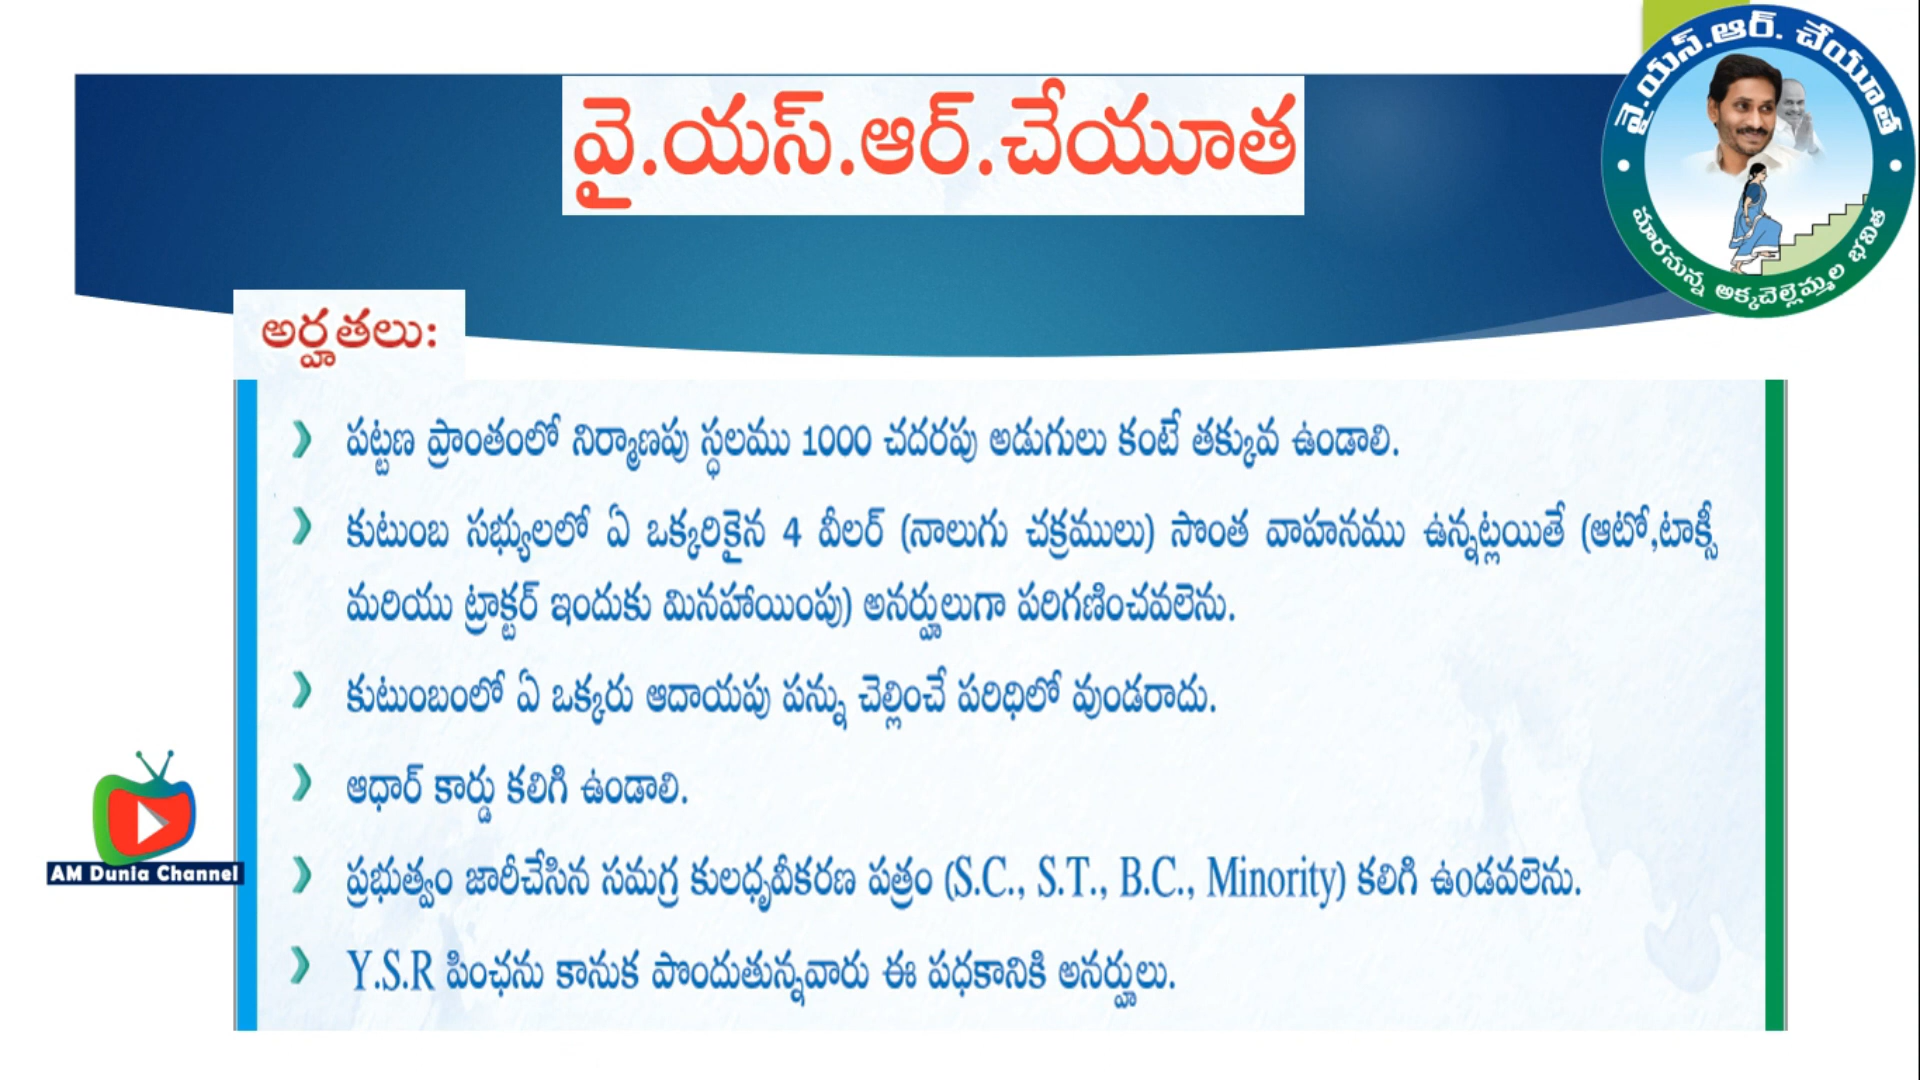 వై.యస్.ఆర్. చేయూత
వై.యస్.ఆర్.చేయూత
మారనున్న అక్కచెల్లెమ్మల భవిత
అర్హతలు:
పట్టణ ప్రాంతంలో నిర్మాణపు స్థలము 1000 చదరపు అడుగులు కంటే తక్కువ ఉండాలి.
కుటుంబ సభ్యులలో ఏ ఒక్కరికైన 4 వీలర్ (నాలుగు చక్రములు) సొంత వాహనము ఉన్నట్లయితే (ఆటో,టాక్సీ
మరియు ట్రాక్టర్ ఇందుకు మినహాయింపు) అనర్హులుగా పరిగణించవలెను.
కుటుంబంలో ఏ ఒక్కరు ఆదాయపు పన్ను చెల్లించే పరిధిలో వుండరాదు.
ఆధార్ కార్డు కలిగి ఉండాలి.
ప్రభుత్వం జారీచేసిన సమగ్ర కులధృవీకరణ పత్రం (S.C., S.T., B.C., Minority) కలిగి ఉండవలెను.
Y.S.R పింఛను కానుక పొందుతున్నవారు ఈ పధకానికి అనర్హులు.
AM Dunia Channel